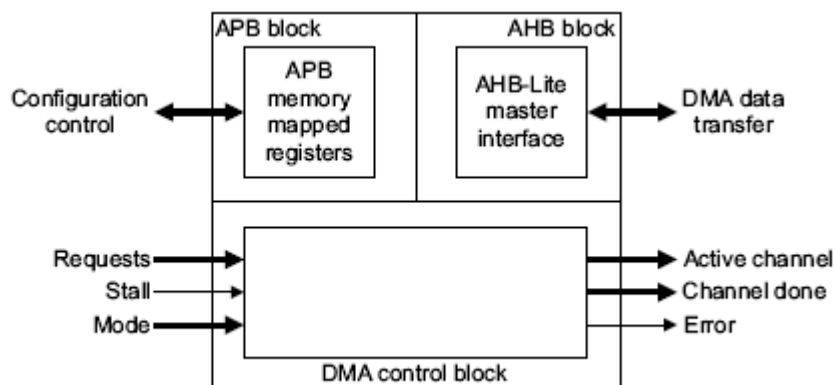 APB block
AHB block
APB
memory
mapped
registers
AHB-Lite
master
interface
Configuration
control
DMA data
transfer
Requests
Stall
Mode
Active channel
Channel done
Error
DMA control block